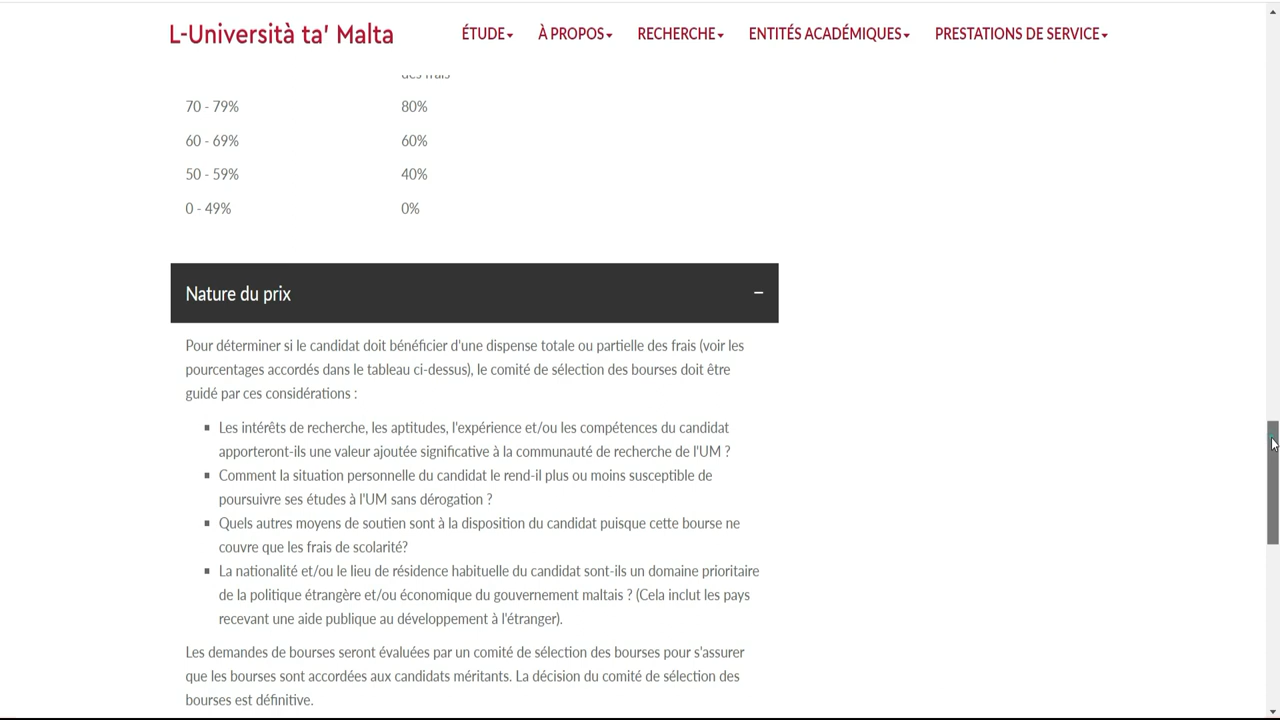 L-Università ta' Malta
ÉTUDE À PROPOS RECHERCHE ENTITÉS ACADÉMIQUES PRESTATIONS DE SERVICE
des frais
70 - 79% 80%
60 - 69% 60%
50 - 59% 40%
0 - 49% 0%
Nature du prix
Pour déterminer si le candidat doit bénéficier d'une dispense totale ou partielle des frais (voir les
pourcentages accordés dans le tableau ci-dessus), le comité de sélection des bourses doit être
guidé par ces considérations :
Les intérêts de recherche, les aptitudes, l'expérience et/ou les compétences du candidat
apporteront-ils une valeur ajoutée significative à la communauté de recherche de l'UM ?
Comment la situation personnelle du candidat le rend-il plus ou moins susceptible de
poursuivre ses études à l'UM sans dérogation ?
Quels autres moyens de soutien sont à la disposition du candidat puisque cette bourse ne
couvre que les frais de scolarité?
La nationalité et/ou le lieu de résidence habituelle du candidat sont-ils un domaine prioritaire
de la politique étrangère et/ou économique du gouvernement maltais ? (Cela inclut les pays
recevant une aide publique au développement à l'étranger).
Les demandes de bourses seront évaluées par un comité de sélection des bourses pour s'assurer
que les bourses sont accordées aux candidats méritants. La décision du comité de sélection des
bourses est définitive.